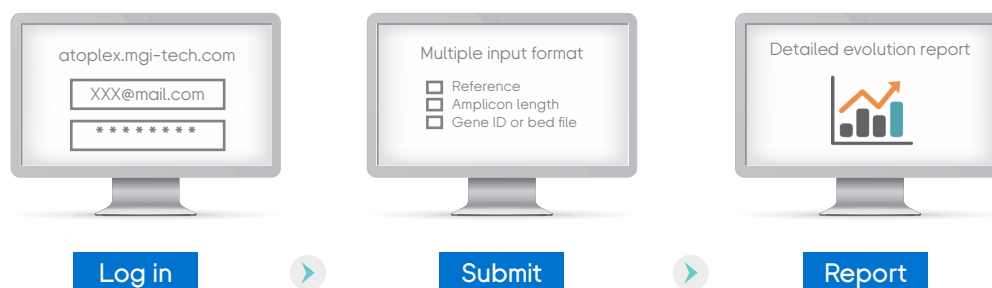 atoplex.mgi-tech.com
XXX@mail.com
* * * * * * * *
Log in
Multiple input format
Reference
Amplicon length
Gene ID or bed file
Submit
Detailed evolution report
Report